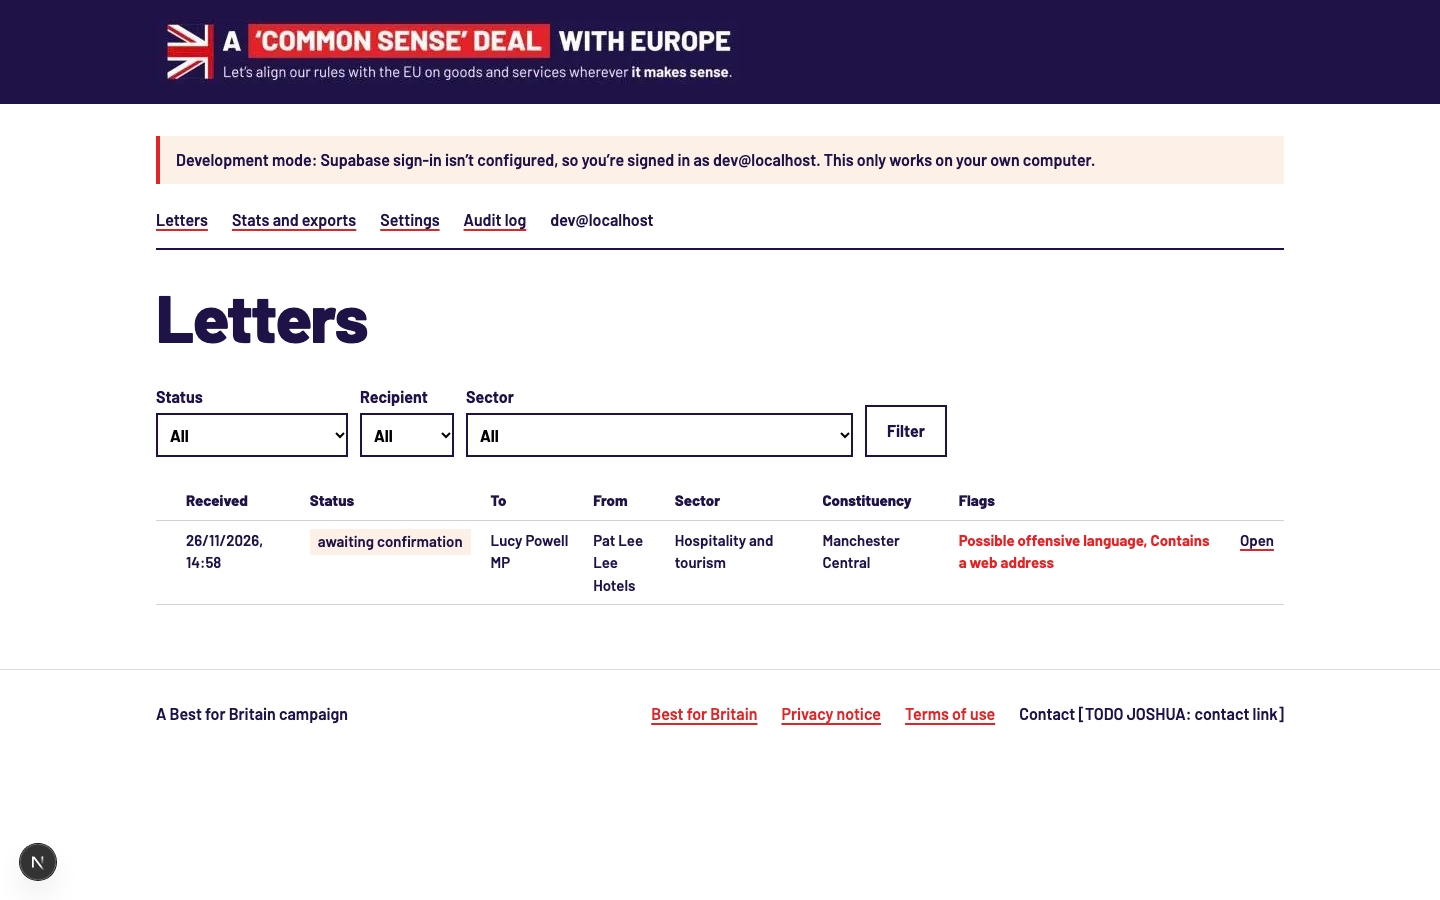 A ‘COMMON SENSE’ DEAL WITH EUROPE
Let’s align our rules with the EU on goods and services wherever it makes sense.
Development mode: Supabase sign-in isn’t configured, so you’re signed in as dev@localhost. This only works on your own computer.
Letters Stats and exports Settings Audit log dev@localhost
Letters
Status Recipient Sector
All All All Filter
Received Status To From Sector Constituency Flags
26/11/2026, awaiting confirmation Lucy Powell Pat Lee Hospitality and Manchester Possible offensive language, Contains Open
14:58 MP Lee tourism Central a web address
Hotels
A Best for Britain campaign Best for Britain Privacy notice Terms of use Contact [TODO JOSHUA: contact link]
N